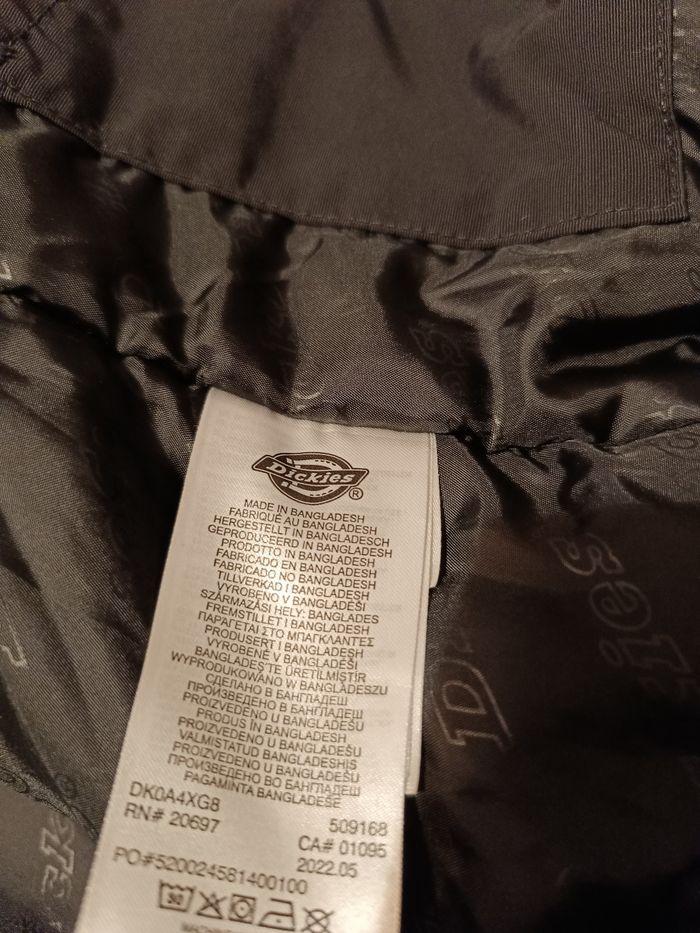 Dickies
®
MADE IN BANGLADESH
FABRIQUÉ AU BANGLADESH
HERGESTELLT IN BANGLADESCH
GEPRODUCEERD IN BANGLADESH
PRODOTTO IN BANGLADESH
FABRICADO EN BANGLADESH
FABRICADO NO BANGLADESH
TILLVERKAD I BANGLADESH
VYROBENO V BANGLADÉŠI
SZÁRMAZÁSI HELY: BANGLADES
FREMSTILLET I BANGLADESH
ΠΑΡΑΓΕΤΑΙ ΣΤΟ ΜΠΑΓΚΛΑΝΤΕΣ
PRODUSERT I BANGLADESH
VYROBENÉ V BANGLADÉŠI
BANGLADEŞ'TE ÜRETİLMİŞTİR
WYPRODUKOWANO W BANGLADESZU
СДЕЛАНО В БАНГЛАДЕШ
ПРОИЗВЕДЕНО В БАНГЛАДЕШ
PROIZVEDENO U BANGLADEŠU
PRODUS ÎN BANGLADESH
PROIZVEDENO U BANGLADEŠU
VALMISTATUD BANGLADESHIS
PROIZVEDENO U BANGLADEŠU
ПРОИЗВЕДЕНО ВО БАНГЛАДЕШ
PAGAMINTA BANGLADEŠE
DK0A4XG8 509168
RN# 20697 CA# 01095
2022.05
PO#520024581400100
30